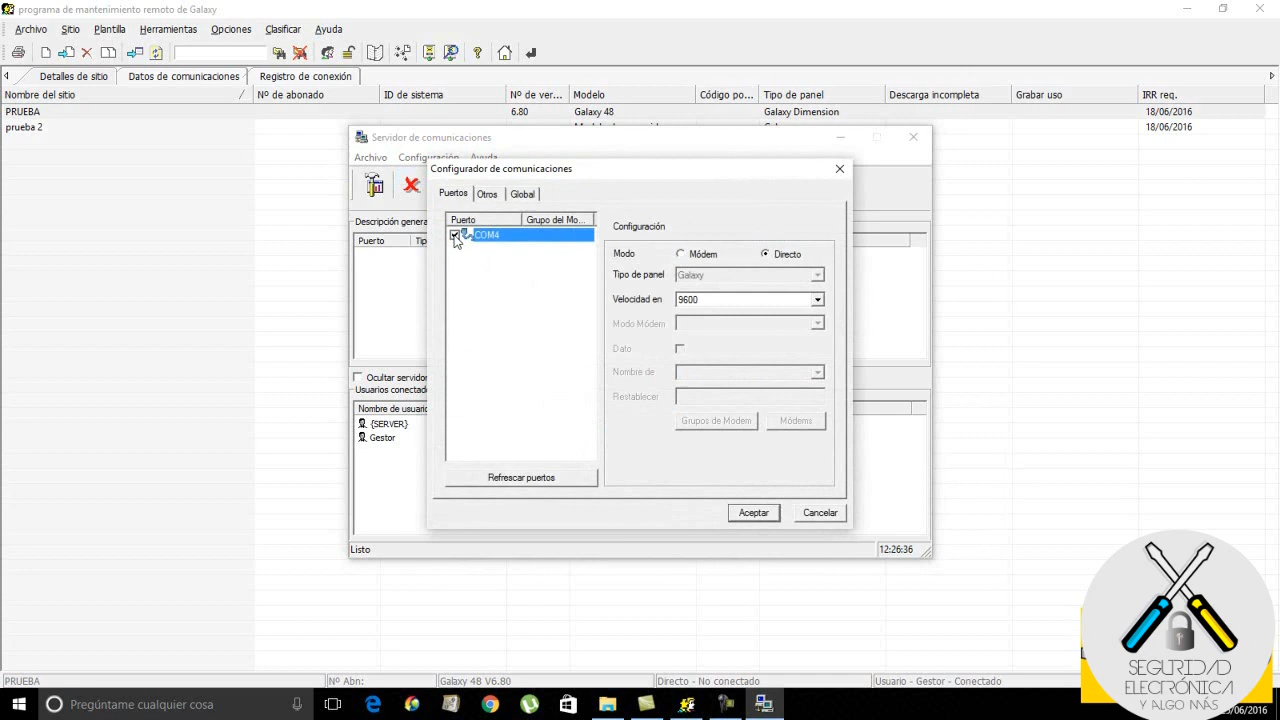 programa de mantenimiento remoto de Galaxy
Archivo Sitio Plantilla Herramientas Opciones Clasificar Ayuda
Detalles de sitio Datos de comunicaciones Registro de conexión
Nombre del sitio Nº de abonado ID de sistema Nº de ver... Modelo Código po... Tipo de panel Descarga incompleta Grabar uso IRR req.
PRUEBA 6.80 Galaxy 48 Galaxy Dimension 18/06/2016
prueba 2 18/06/2016
Servidor de comunicaciones
Archivo Configuración Ayuda
Configurador de comunicaciones
Puertos Otros Global
Descripción genera
Puerto Tip
Puerto Grupo del Mo...
COM4
Configuración
Modo Módem Directo
Tipo de panel Galaxy
Velocidad en 9600
Modo Módem
Dato
Nombre de
Restablecer
Grupos de Modem Módems
Refrescar puertos
Aceptar Cancelar
Ocultar servidor
Usuarios conectado
Nombre de usuari
{SERVER}
Gestor
Listo 12:26:36
PRUEBA Nº Abn: Galaxy 48 V6.80 Directo - No conectado Usuario - Gestor - Conectado
Pregúntame cualquier cosa
SEGURIDAD
ELECTRÓNICA
Y ALGO MÁS
/06/2016